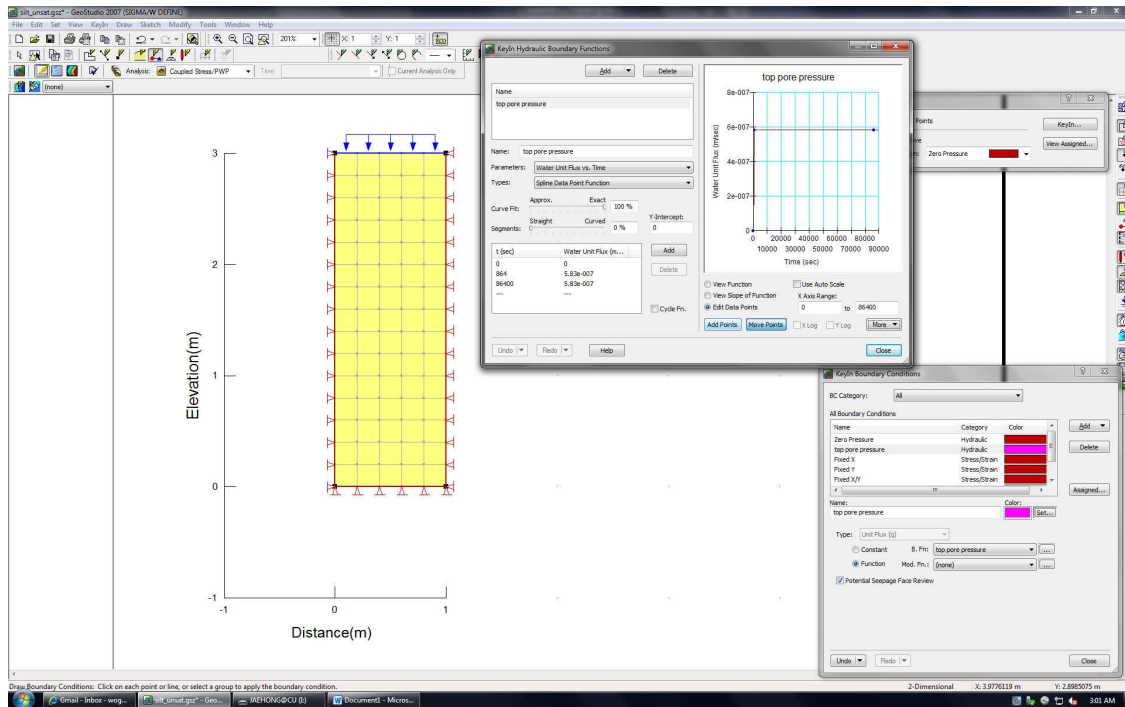 silt_unsat.gsz* - GeoStudio 2007 (SIGMA/W DEFINE)
File Edit Set View KeyIn Draw Sketch Modify Tools Window Help
201% X: 1 Y: 1
Analysis: Coupled Stress/PWP Time: Current Analysis Only
(none)
3
2
1
0
-1
-1 0 1
Elevation(m)
Distance(m)
KeyIn Hydraulic Boundary Functions
Add Delete
Name
top pore pressure
Name: top pore pressure
Parameters: Water Unit Flux vs. Time
Types: Spline Data Point Function
Approx. Exact
Curve Fit: 100 %
Straight Curved Y-Intercept:
Segments: 0 % 0
t (sec) Water Unit Flux (m...
0 0
864 5.83e-007
86400 5.83e-007
--- ---
Add
Delete
Cycle Fn.
Undo Redo Help
top pore pressure
8e-007
6e-007
4e-007
2e-007
0
Water Unit Flux (m/sec)
0 20000 40000 60000 80000
10000 30000 50000 70000 90000
Time (sec)
View Function Use Auto Scale
View Slope of Function X Axis Range:
Edit Data Points 0 to 86400
Add Points Move Points X Log Y Log More
Close
Points
KeyIn...
View Assigned...
Zero Pressure
KeyIn Boundary Conditions
BC Category: All
All Boundary Conditions
Name Category Color
Zero Pressure Hydraulic
top pore pressure Hydraulic
Fixed X Stress/Strain
Fixed Y Stress/Strain
Fixed X/Y Stress/Strain
Add
Delete
Assigned...
Name: Color:
top pore pressure Set...
Type: Unit Flux (q)
Constant B. Fn: top pore pressure ...
Function Mod. Fn.: (none) ...
Potential Seepage Face Review
Undo Redo Close
Draw Boundary Conditions: Click on each point or line, or select a group to apply the boundary condition.
2-Dimensional X: 3.9776119 m Y: 2.8985075 m
Gmail - Inbox - wog... silt_unsat.gsz* - Geo... JAEHONG@CU (E:) Document1 - Micros...
3:01 AM